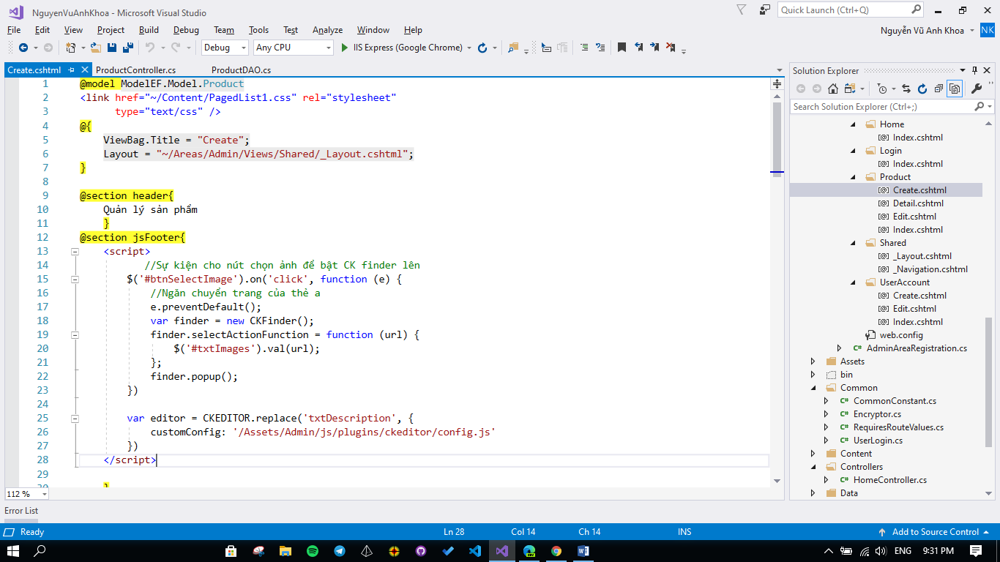 NguyenVuAnhKhoa - Microsoft Visual Studio
Quick Launch (Ctrl+Q)
File Edit View Project Build Debug Team Tools Test Analyze Window Help
Nguyễn Vũ Anh Khoa NK
Debug Any CPU IIS Express (Google Chrome)
Create.cshtml ProductController.cs ProductDAO.cs
1 @model ModelEF.Model.Product
2 <link href="~/Content/PagedList1.css" rel="stylesheet"
3 type="text/css" />
4 @{
5 ViewBag.Title = "Create";
6 Layout = "~/Areas/Admin/Views/Shared/_Layout.cshtml";
7 }
8
9 @section header{
10 Quản lý sản phẩm
11 }
12 @section jsFooter{
13 <script>
14 //Sự kiện cho nút chọn ảnh để bật CK finder lên
15 $('#btnSelectImage').on('click', function (e) {
16 //Ngăn chuyển trang của thẻ a
17 e.preventDefault();
18 var finder = new CKFinder();
19 finder.selectActionFunction = function (url) {
20 $('#txtImages').val(url);
21 };
22 finder.popup();
23 })
24
25 var editor = CKEDITOR.replace('txtDescription', {
26 customConfig: '/Assets/Admin/js/plugins/ckeditor/config.js'
27 })
28 </script>
29
30 }
112 %
Solution Explorer
Search Solution Explorer (Ctrl+;)
Home
Index.cshtml
Login
Index.cshtml
Product
Create.cshtml
Detail.cshtml
Edit.cshtml
Index.cshtml
Shared
_Layout.cshtml
_Navigation.cshtml
UserAccount
Create.cshtml
Edit.cshtml
Index.cshtml
web.config
C# AdminAreaRegistration.cs
Assets
bin
Common
C# CommonConstant.cs
C# Encryptor.cs
C# RequiresRouteValues.cs
C# UserLogin.cs
Content
Controllers
C# HomeController.cs
Data
Error List
Ready Ln 28 Col 14 Ch 14 INS Add to Source Control
ENG 9:31 PM